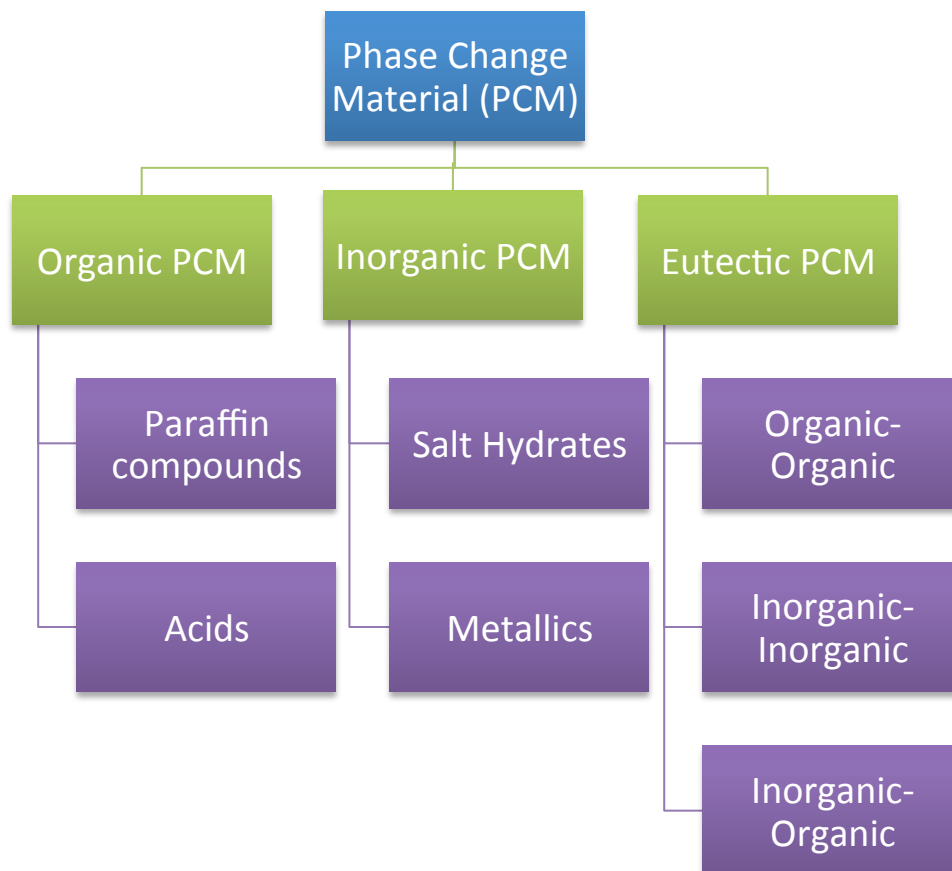 Phase Change
Material (PCM)
Organic PCM
Inorganic PCM
Eutectic PCM
Paraffin
compounds
Salt Hydrates
Organic-
Organic
Acids
Metallics
Inorganic-
Inorganic
Inorganic-
Organic